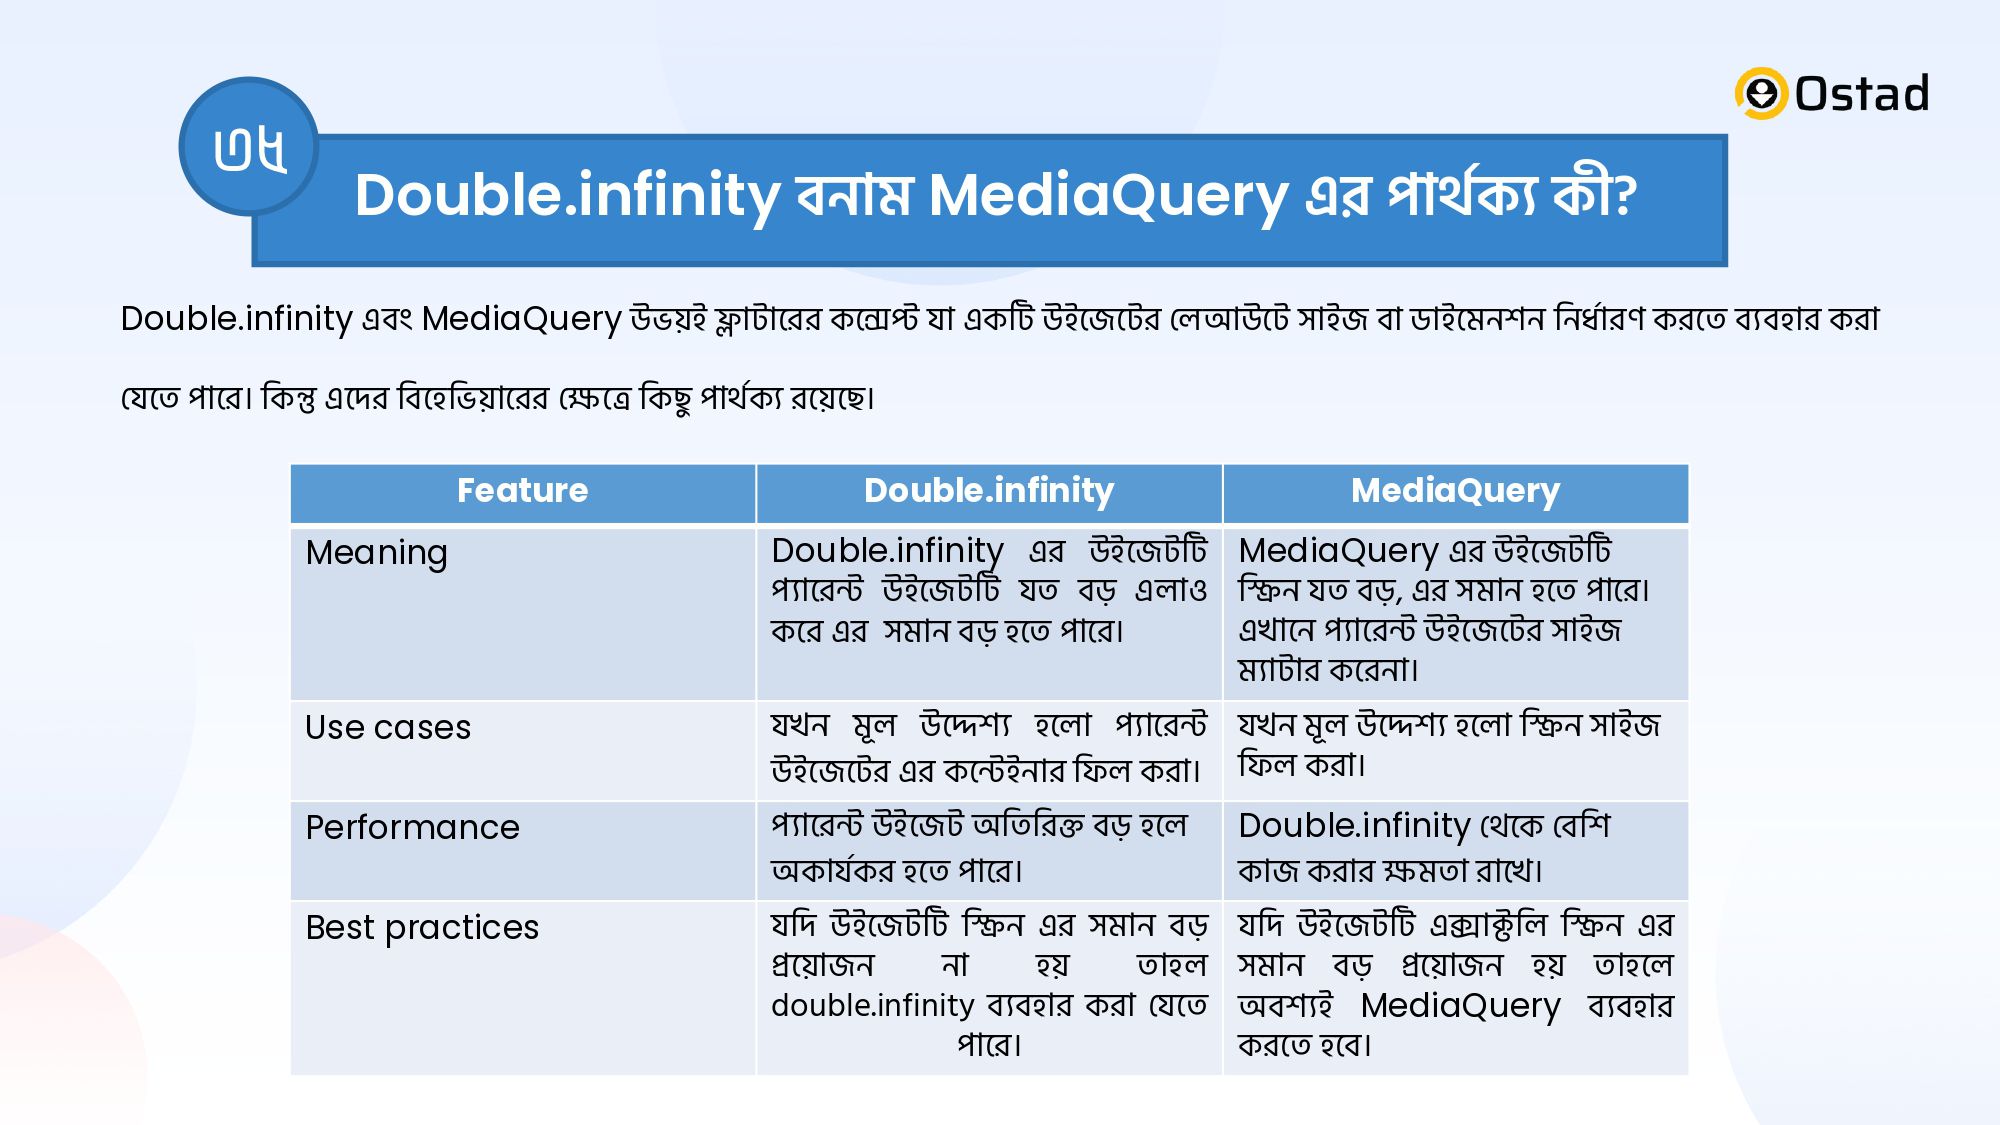 Ostad
৩৫
Double.infinity বনাম MediaQuery এর পার্থক্য কী?
Double.infinity এবং MediaQuery উভয়ই ফ্লাটারের কন্সেপ্ট যা একটি উইজেটের লেআউটে সাইজ বা ডাইমেনশন নির্ধারণ করতে ব্যবহার করা
যেতে পারে। কিন্তু এদের বিহেভিয়ারের ক্ষেত্রে কিছু পার্থক্য রয়েছে।
Feature Double.infinity MediaQuery
Meaning
Double.infinity এর উইজেটটি
প্যারেন্ট উইজেটটি যত বড় এলাও
করে এর সমান বড় হতে পারে।
MediaQuery এর উইজেটটি
স্ক্রিন যত বড়, এর সমান হতে পারে।
এখানে প্যারেন্ট উইজেটের সাইজ
ম্যাটার করেনা।
Use cases
যখন মূল উদ্দেশ্য হলো প্যারেন্ট
উইজেটের এর কন্টেইনার ফিল করা।
যখন মূল উদ্দেশ্য হলো স্ক্রিন সাইজ
ফিল করা।
Performance
প্যারেন্ট উইজেট অতিরিক্ত বড় হলে
অকার্যকর হতে পারে।
Double.infinity থেকে বেশি
কাজ করার ক্ষমতা রাখে।
Best practices
যদি উইজেটটি স্ক্রিন এর সমান বড়
প্রয়োজন না হয় তাহল
double.infinity ব্যবহার করা যেতে
পারে।
যদি উইজেটটি এক্সাক্টলি স্ক্রিন এর
সমান বড় প্রয়োজন হয় তাহলে
অবশ্যই MediaQuery ব্যবহার
করতে হবে।